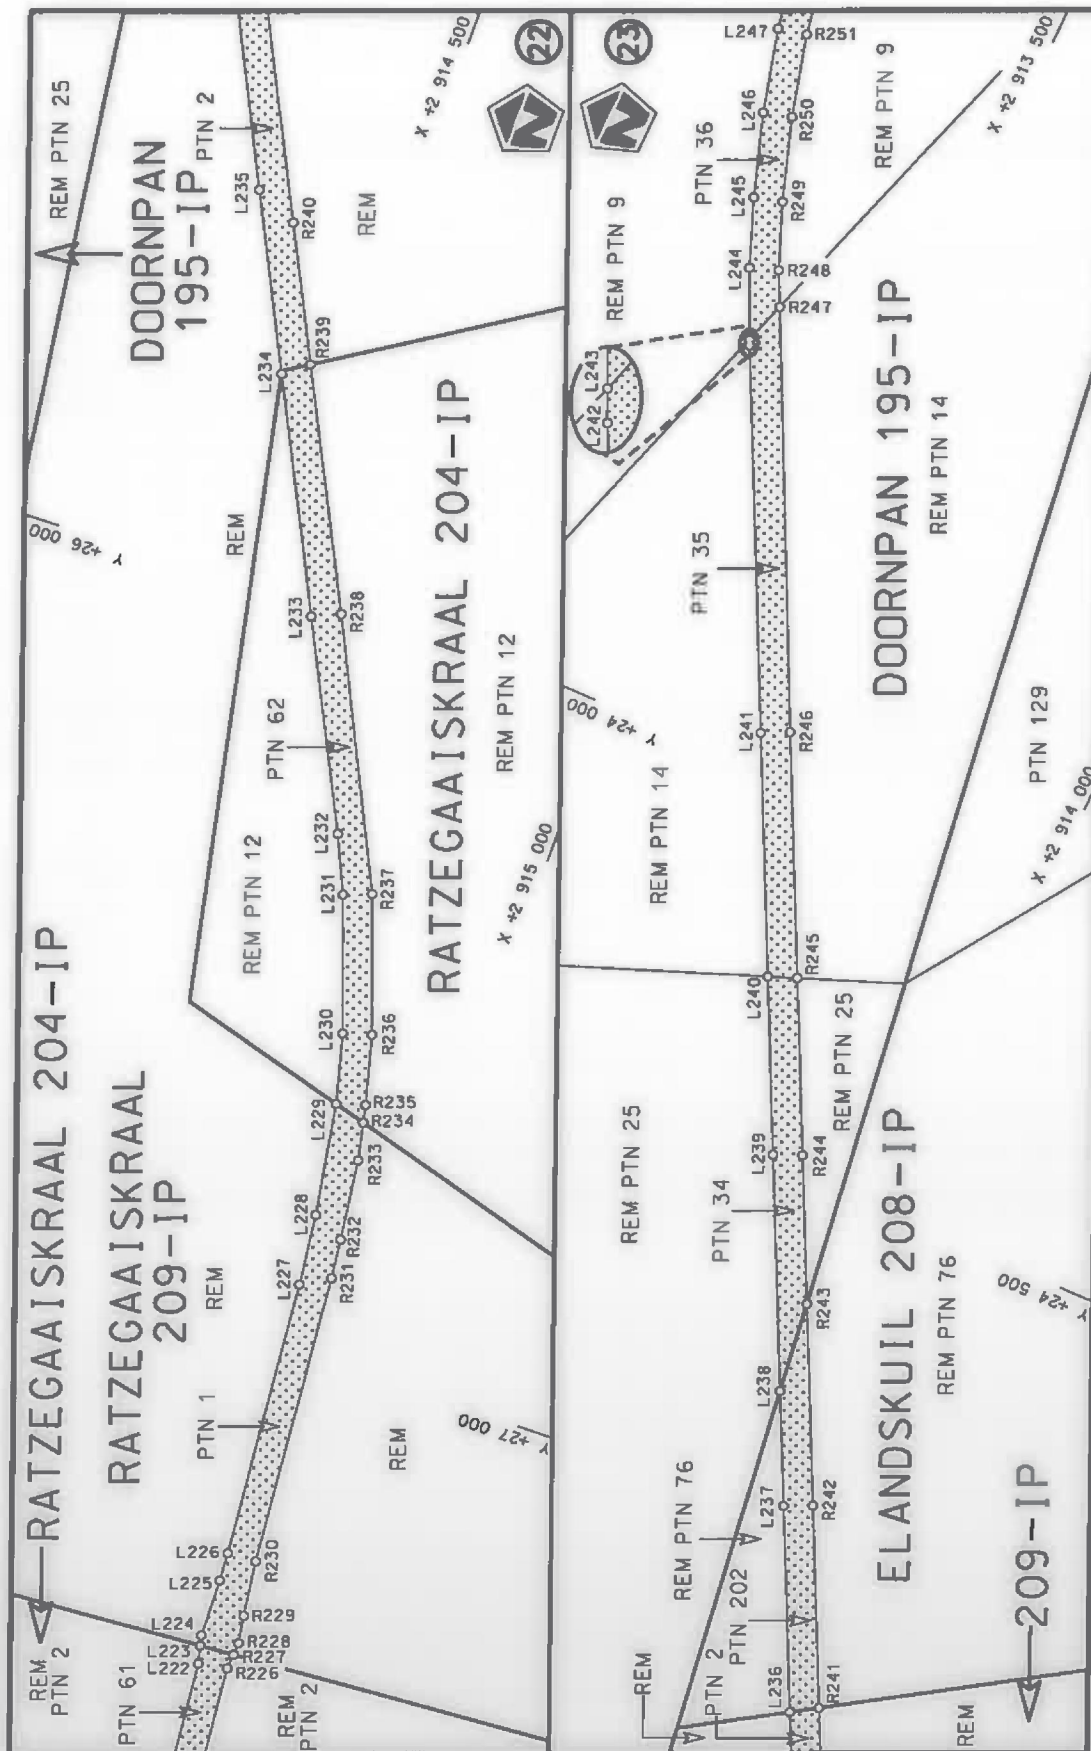 RATZEGAAISKRAAL 204-IP
RATZEGAAISKRAAL
209-IP
REM
PTN 2
PTN 61
REM
PTN 2
L222
L223
L224
L225
L226
R226
R227
R228
R229
R230
PTN 1
REM
REM
Y +27 000
L227
L228
L229
L230
R231
R232
R233
R234
R235
R236
REM PTN 12
L231
L232
R237
PTN 62
L233
R238
RATZEGAAISKRAAL 204-IP
REM PTN 12
X +2 915 000
Y +26 000
REM
L234
R239
DOORNPAN
195-IP
REM PTN 25
PTN 2
L235
R240
REM
X +2 914 500
N
22
REM
PTN 2
PTN 202
REM PTN 76
L236
L237
L238
R241
R242
R243
REM
209-IP
ELANDSKUIL 208-IP
REM PTN 76
Y +24 500
REM PTN 25
PTN 34
L239
L240
R244
R245
REM PTN 25
REM PTN 14
L241
R246
PTN 129
X +2 914 000
Y +24 000
PTN 35
DOORNPAN 195-IP
REM PTN 14
L242
L243
REM PTN 9
L244
L245
L246
L247
PTN 36
R247
R248
R249
R250
R251
REM PTN 9
X +2 913 500
N
23